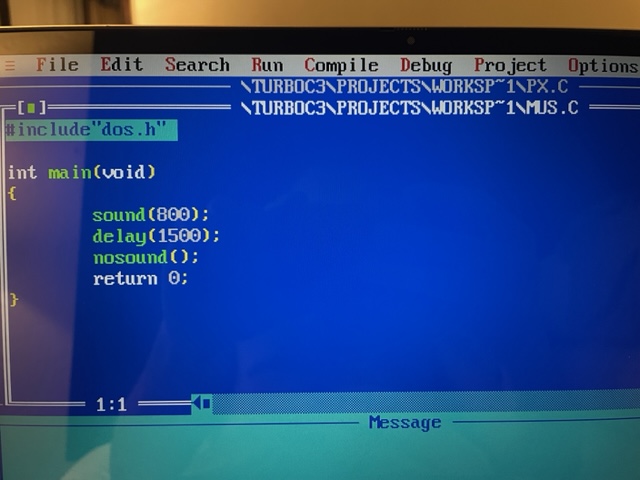 ≡ File Edit Search Run Compile Debug Project Options
\TURBOC3\PROJECTS\WORKSP~1\PX.C
[■] \TURBOC3\PROJECTS\WORKSP~1\MUS.C
#include"dos.h"
int main(void)
{
sound(800);
delay(1500);
nosound();
return 0;
}
1:1
Message